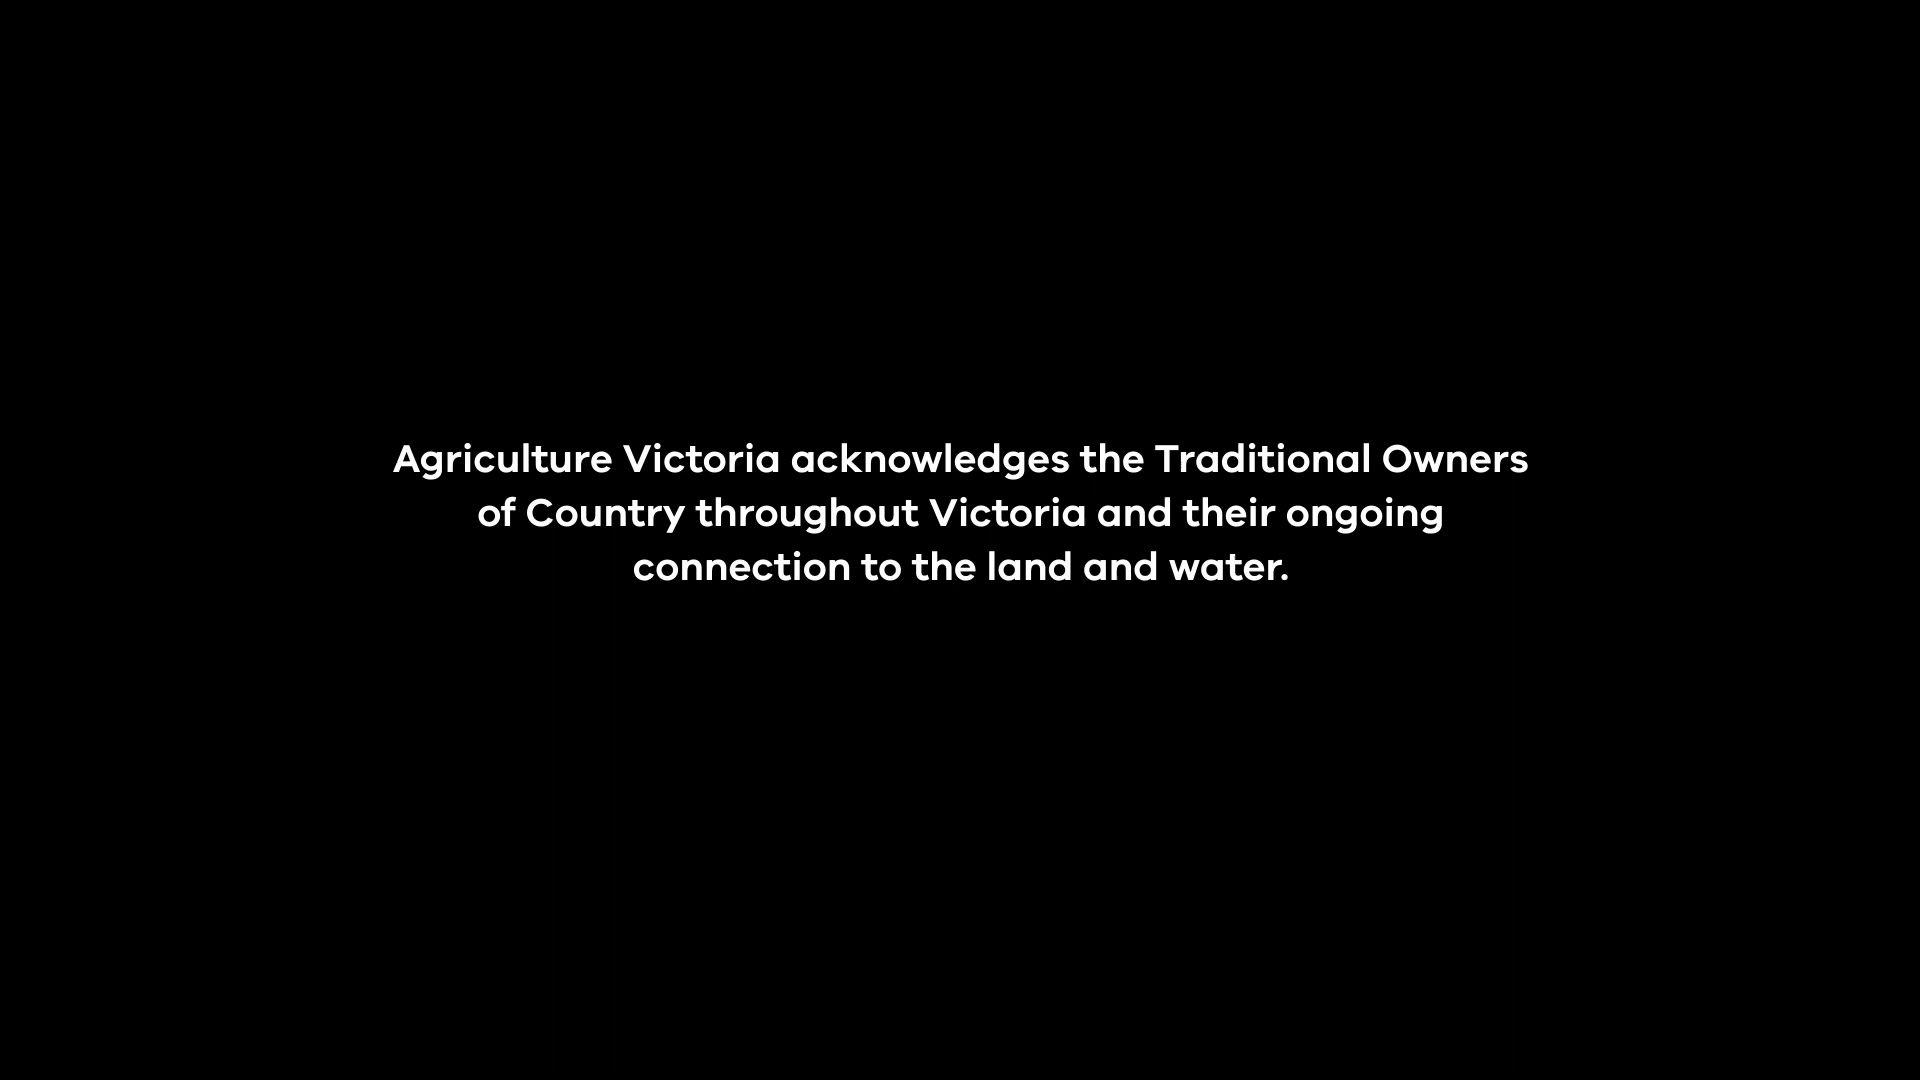 Agriculture Victoria acknowledges the Traditional Owners
of Country throughout Victoria and their ongoing
connection to the land and water.